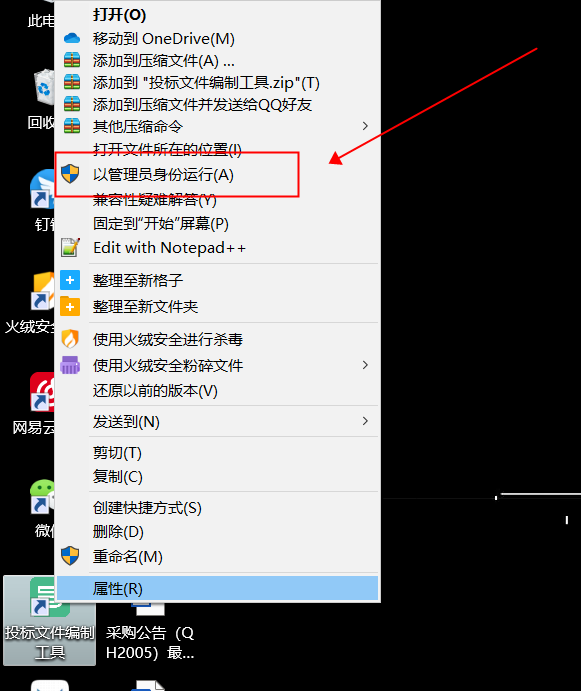 打开(O)
移动到 OneDrive(M)
添加到压缩文件(A) ...
添加到 "投标文件编制工具.zip"(T)
添加到压缩文件并发送给QQ好友
其他压缩命令
打开文件所在的位置(I)
以管理员身份运行(A)
兼容性疑难解答(Y)
固定到"开始"屏幕(P)
Edit with Notepad++
整理至新格子
整理至新文件夹
使用火绒安全进行杀毒
使用火绒安全粉碎文件
还原以前的版本(V)
发送到(N)
剪切(T)
复制(C)
创建快捷方式(S)
删除(D)
重命名(M)
属性(R)
此电
回收
钉
火绒安
网易云
微
投标文件编制
工具
采购公告（Q
H2005）最...